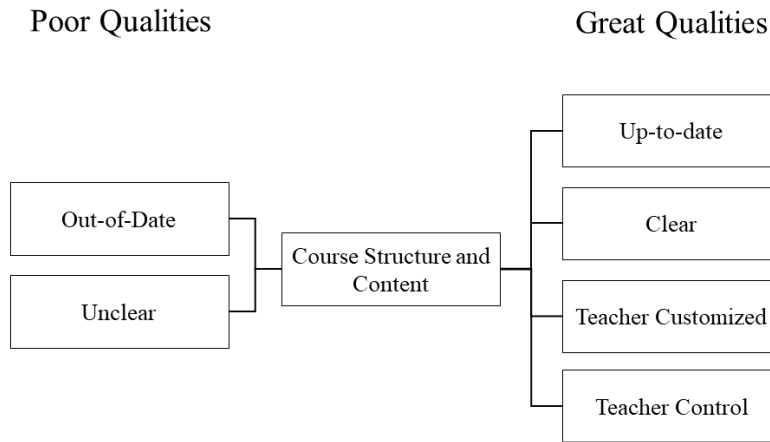 Poor Qualities
Great Qualities
Up-to-date
Out-of-Date
Clear
Course Structure and
Content
Unclear
Teacher Customized
Teacher Control